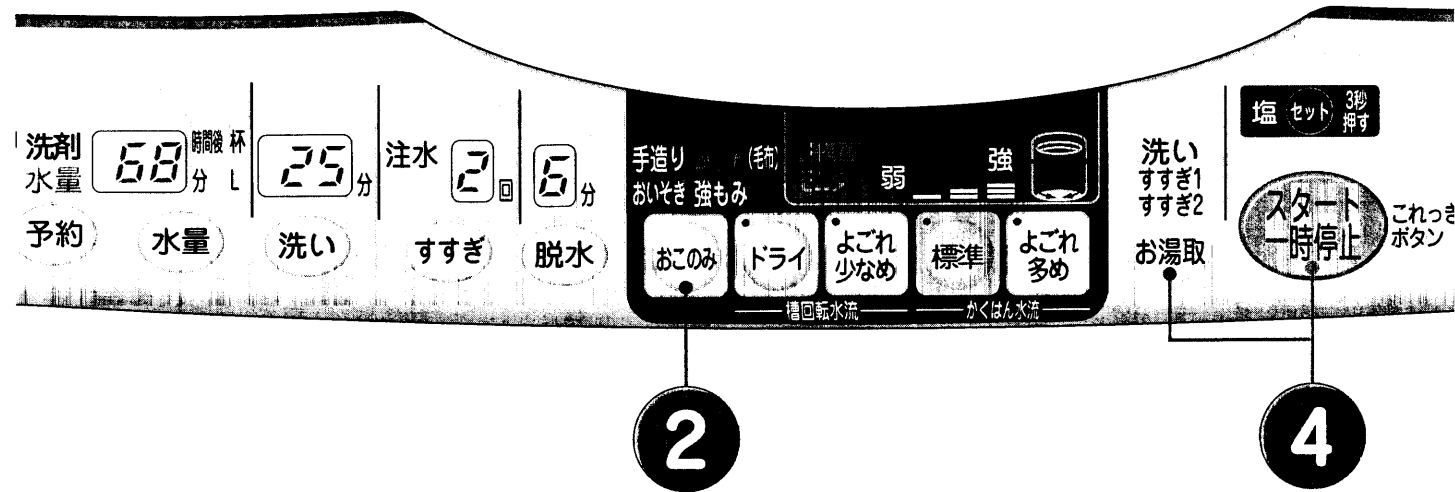 洗剤
水量
68
時間後 杯
分 L
25分
注水 2回
6分
予約
水量
洗い
すすぎ
脱水
手造り
(毛布)
おいそぎ 強もみ
弱
強
おこのみ
ドライ
よごれ
少なめ
標準
よごれ
多め
槽回転水流
かくはん水流
洗い
すすぎ1
すすぎ2
お湯取
塩 セット 3秒
押す
スタート
一時停止
これっき
ボタン
2
4